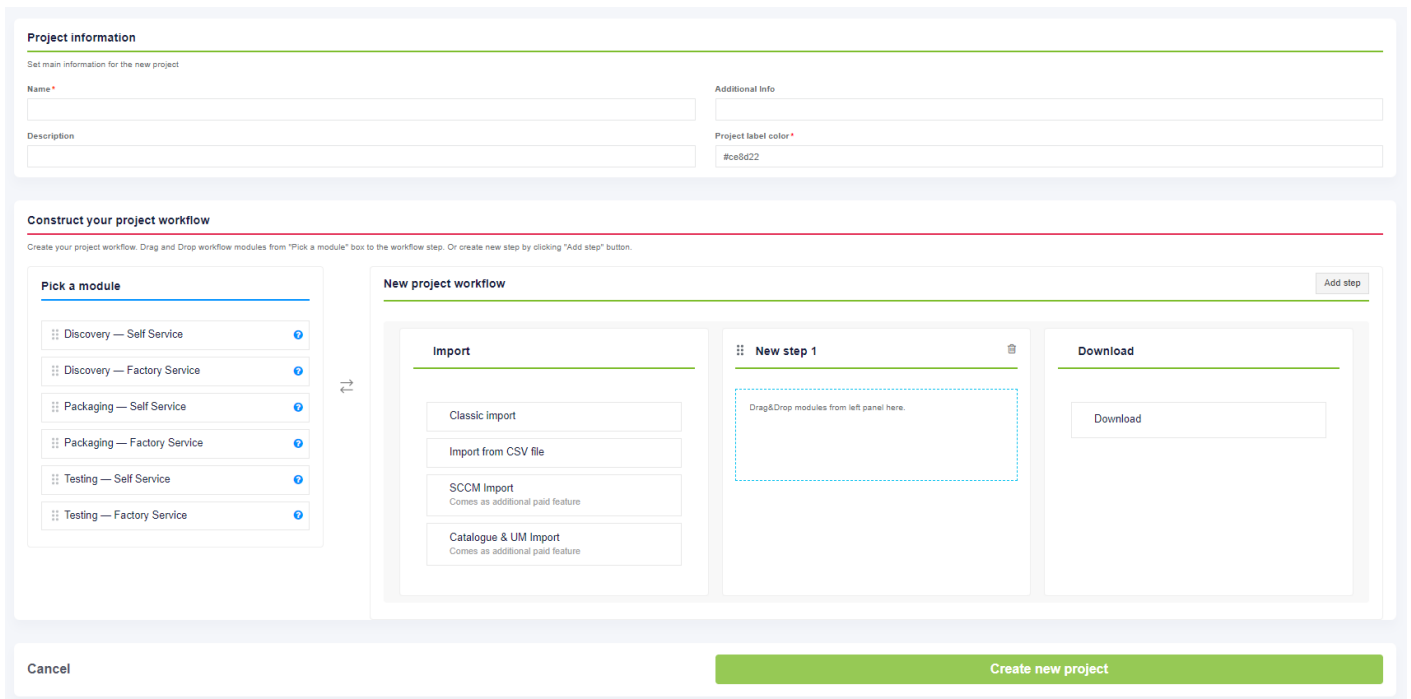 Project information
Set main information for the new project
Name *
Additional Info
Description
Project label color *
#ce8d22
Construct your project workflow
Create your project workflow. Drag and Drop workflow modules from "Pick a module" box to the workflow step. Or create new step by clicking "Add step" button.
Pick a module
Discovery — Self Service
Discovery — Factory Service
Packaging — Self Service
Packaging — Factory Service
Testing — Self Service
Testing — Factory Service
New project workflow
Add step
Import
Classic import
Import from CSV file
SCCM Import
Comes as additional paid feature
Catalogue & UM Import
Comes as additional paid feature
New step 1
Drag&Drop modules from left panel here.
Download
Download
Cancel
Create new project